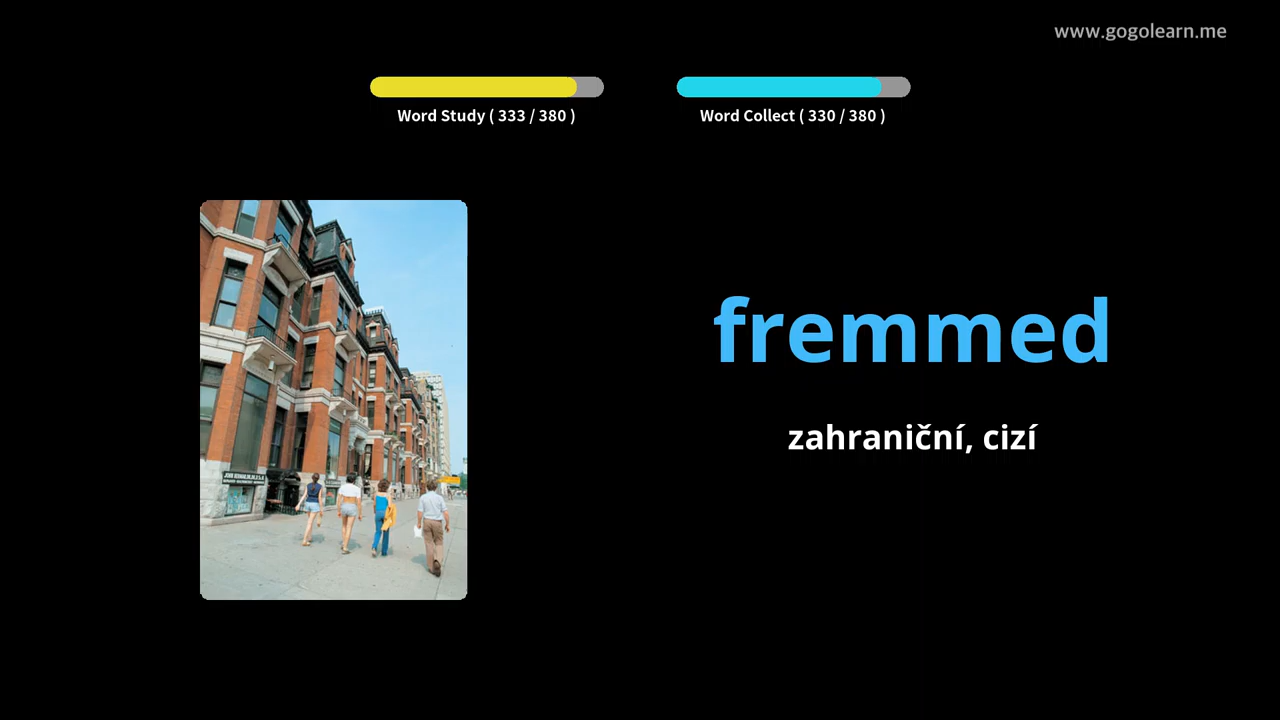 www.gogolearn.me
Word Study ( 333 / 380 )
Word Collect ( 330 / 380 )
fremmed
zahraniční, cizí